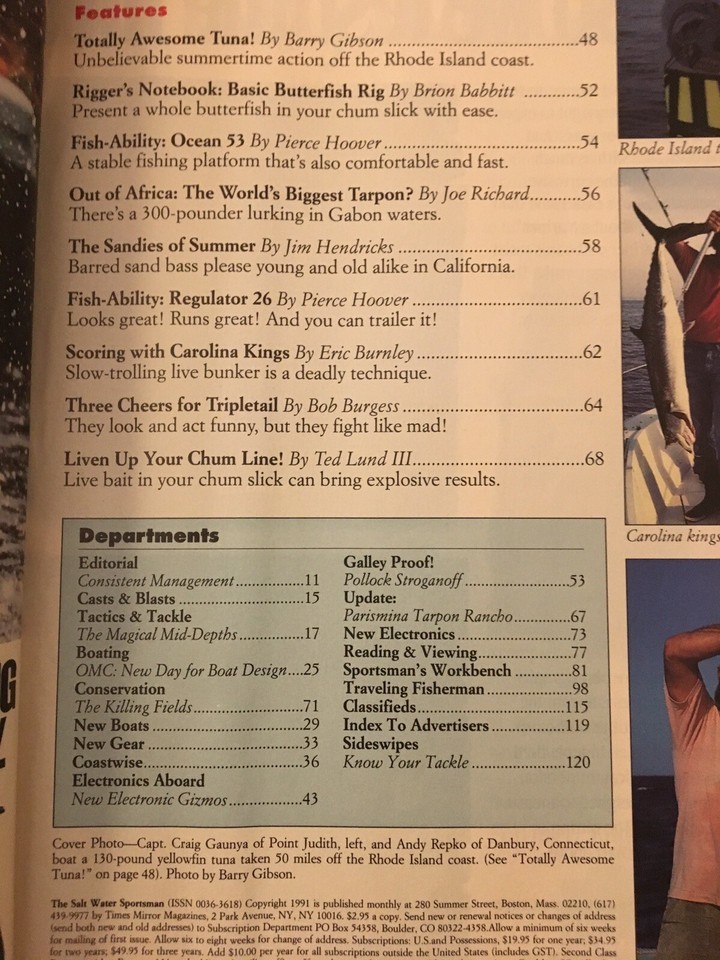 Features
Totally Awesome Tuna! By Barry Gibson ..............................48
Unbelievable summertime action off the Rhode Island coast.
Rigger's Notebook: Basic Butterfish Rig By Brion Babbitt ............52
Present a whole butterfish in your chum slick with ease.
Fish-Ability: Ocean 53 By Pierce Hoover..................................54
A stable fishing platform that's also comfortable and fast.
Out of Africa: The World's Biggest Tarpon? By Joe Richard..........56
There's a 300-pounder lurking in Gabon waters.
The Sandies of Summer By Jim Hendricks ................................58
Barred sand bass please young and old alike in California.
Fish-Ability: Regulator 26 By Pierce Hoover ..............................61
Looks great! Runs great! And you can trailer it!
Scoring with Carolina Kings By Eric Burnley .............................62
Slow-trolling live bunker is a deadly technique.
Three Cheers for Tripletail By Bob Burgess ...............................64
They look and act funny, but they fight like mad!
Liven Up Your Chum Line! By Ted Lund III..............................68
Live bait in your chum slick can bring explosive results.
Departments
Editorial
Consistent Management.................11
Casts & Blasts ..............................15
Tactics & Tackle
The Magical Mid-Depths.................17
Boating
OMC: New Day for Boat Design....25
Conservation
The Killing Fields...........................71
New Boats ...................................29
New Gear ....................................33
Coastwise.....................................36
Electronics Aboard
New Electronic Gizmos..................43
Galley Proof!
Pollock Stroganoff.........................53
Update:
Parismina Tarpon Rancho..............67
New Electronics ..........................73
Reading & Viewing......................77
Sportsman's Workbench ..............81
Traveling Fisherman ....................98
Classifieds..................................115
Index To Advertisers ..................119
Sideswipes
Know Your Tackle .......................120
Cover Photo—Capt. Craig Gaunya of Point Judith, left, and Andy Repko of Danbury, Connecticut,
boat a 130-pound yellowfin tuna taken 50 miles off the Rhode Island coast. (See "Totally Awesome
Tuna!" on page 48). Photo by Barry Gibson.
The Salt Water Sportsman (ISSN 0036-3618) Copyright 1991 is published monthly at 280 Summer Street, Boston, Mass. 02210, (617)
439-9977 by Times Mirror Magazines, 2 Park Avenue, NY, NY 10016. $2.95 a copy. Send new or renewal notices or changes of address
(send both new and old addresses) to Subscription Department PO Box 54358, Boulder, CO 80322-4358.Allow a minimum of six weeks
for mailing of first issue. Allow six to eight weeks for change of address. Subscriptions: U.S.and Possessions, $19.95 for one year; $34.95
for two years; $49.95 for three years. Add $10.00 per year for all subscriptions outside the United States (includes GST). Second Class
Rhode Island t
Carolina kings
G